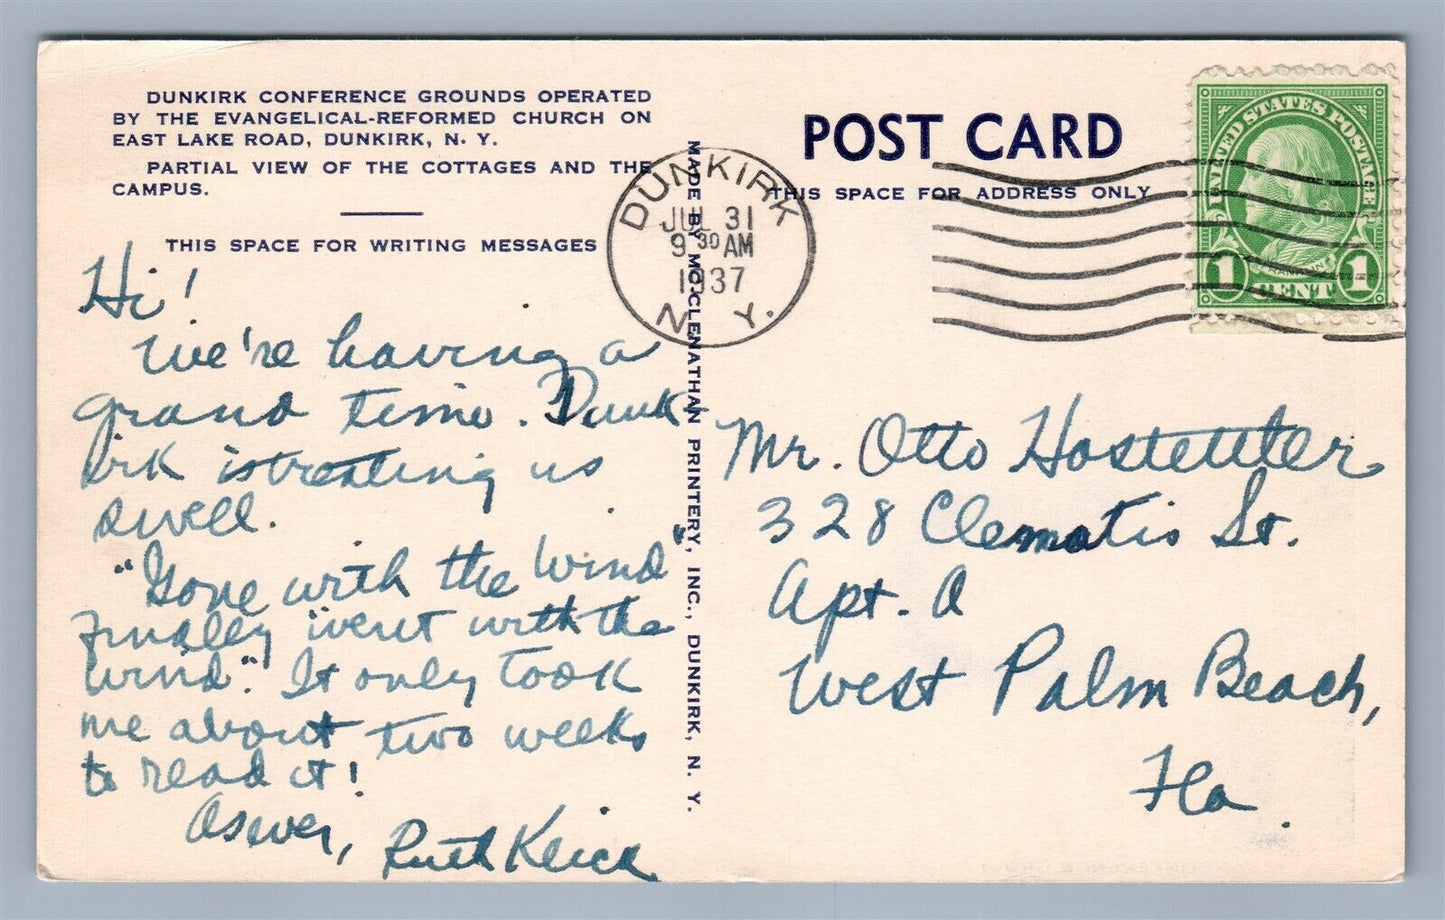 DUNKIRK CONFERENCE GROUNDS OPERATED
BY THE EVANGELICAL-REFORMED CHURCH ON
EAST LAKE ROAD, DUNKIRK, N. Y.
PARTIAL VIEW OF THE COTTAGES AND THE
CAMPUS.
THIS SPACE FOR WRITING MESSAGES
Hi!
We're having a
grand time. Dunk-
irk is treating us
swell.
"Gone with the Wind"
finally "went with the
wind". It only took
me about two weeks
to read it!
As ever,
Ruth
MADE BY MCCLENATHAN PRINTERY, INC., DUNKIRK, N. Y.
DUNKIRK
JUL 31
9 30 AM
1937
N. Y.
POST CARD
THIS SPACE FOR ADDRESS ONLY
UNITED STATES POSTAGE
FRANKLIN
1 CENT 1
Mr. Otto Hostettler
328 Clematis St.
Apt. A
West Palm Beach,
Fla.